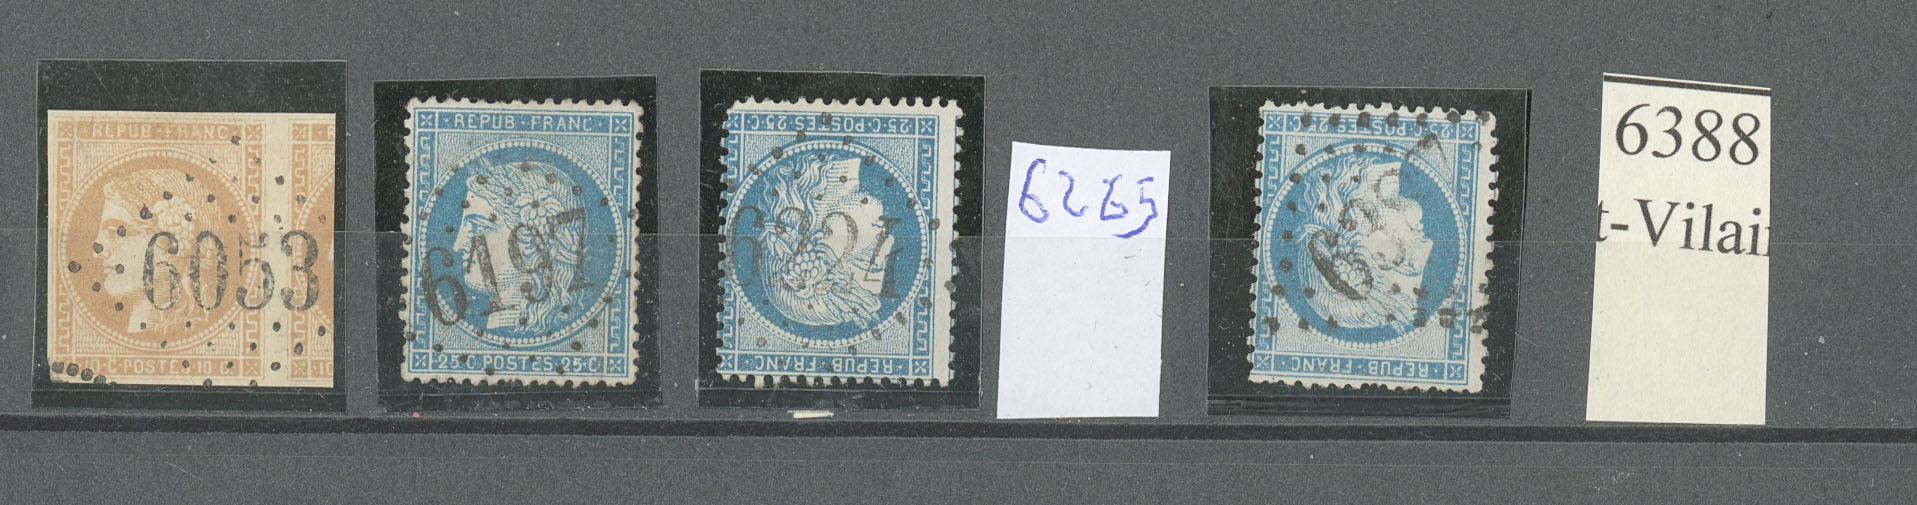 REPUB·FRANC
6053
10·C·POSTES·10·C
REPUB·FRANC
6197
25·C·POSTES·25·C
25·C·POSTES·25·C
6224
REPUB·FRANC
6265
25·C·POSTES·25·C
REPUB·FRANC
6388
t-Vilai